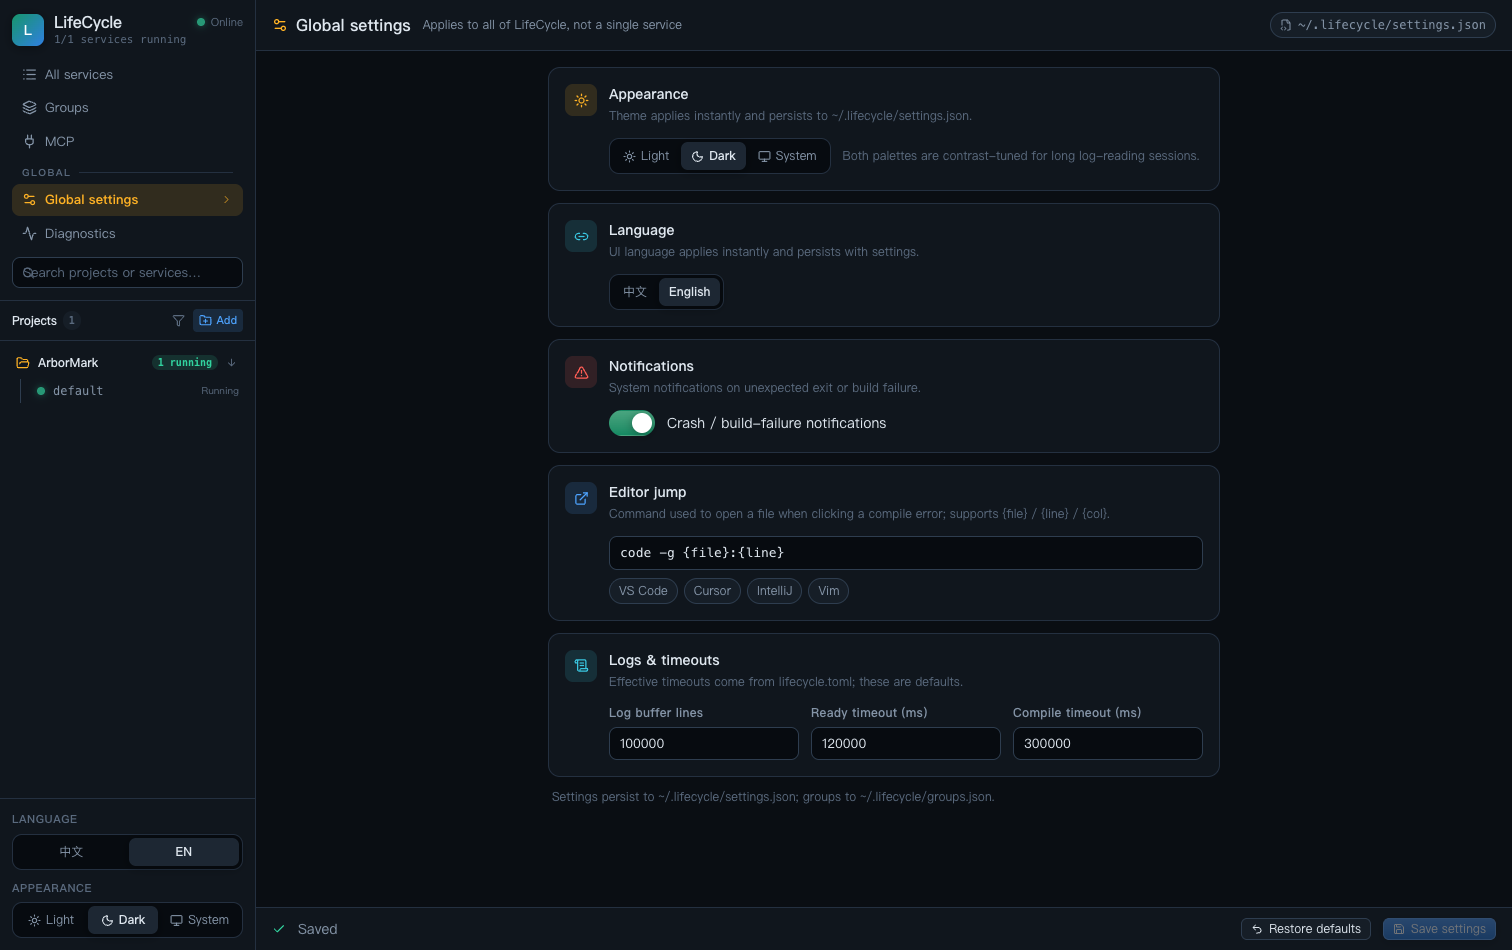 L
LifeCycle
Online
1/1 services running
All services
Groups
MCP
GLOBAL
Global settings
Diagnostics
Search projects or services...
Projects 1
Add
ArborMark
1 running
default
Running
LANGUAGE
中文
EN
APPEARANCE
Light
Dark
System
Global settings
Applies to all of LifeCycle, not a single service
~/.lifecycle/settings.json
Appearance
Theme applies instantly and persists to ~/.lifecycle/settings.json.
Light
Dark
System
Both palettes are contrast-tuned for long log-reading sessions.
Language
UI language applies instantly and persists with settings.
中文
English
Notifications
System notifications on unexpected exit or build failure.
Crash / build-failure notifications
Editor jump
Command used to open a file when clicking a compile error; supports {file} / {line} / {col}.
code -g {file}:{line}
VS Code
Cursor
IntelliJ
Vim
Logs & timeouts
Effective timeouts come from lifecycle.toml; these are defaults.
Log buffer lines
Ready timeout (ms)
Compile timeout (ms)
100000
120000
300000
Settings persist to ~/.lifecycle/settings.json; groups to ~/.lifecycle/groups.json.
Saved
Restore defaults
Save settings